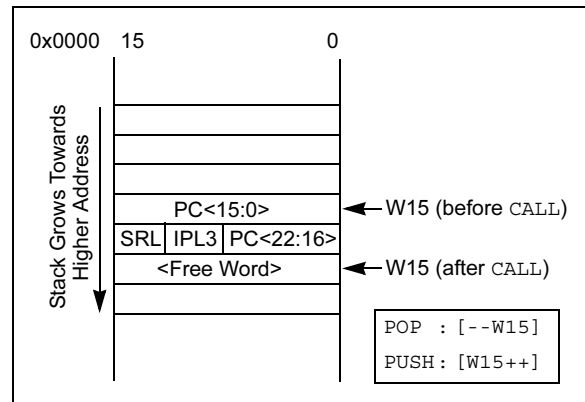 0x0000 15 0
Stack Grows Towards
Higher Address
PC<15:0>
W15 (before CALL)
SRL IPL3 PC<22:16>
<Free Word>
W15 (after CALL)
POP : [--W15]
PUSH : [W15++]